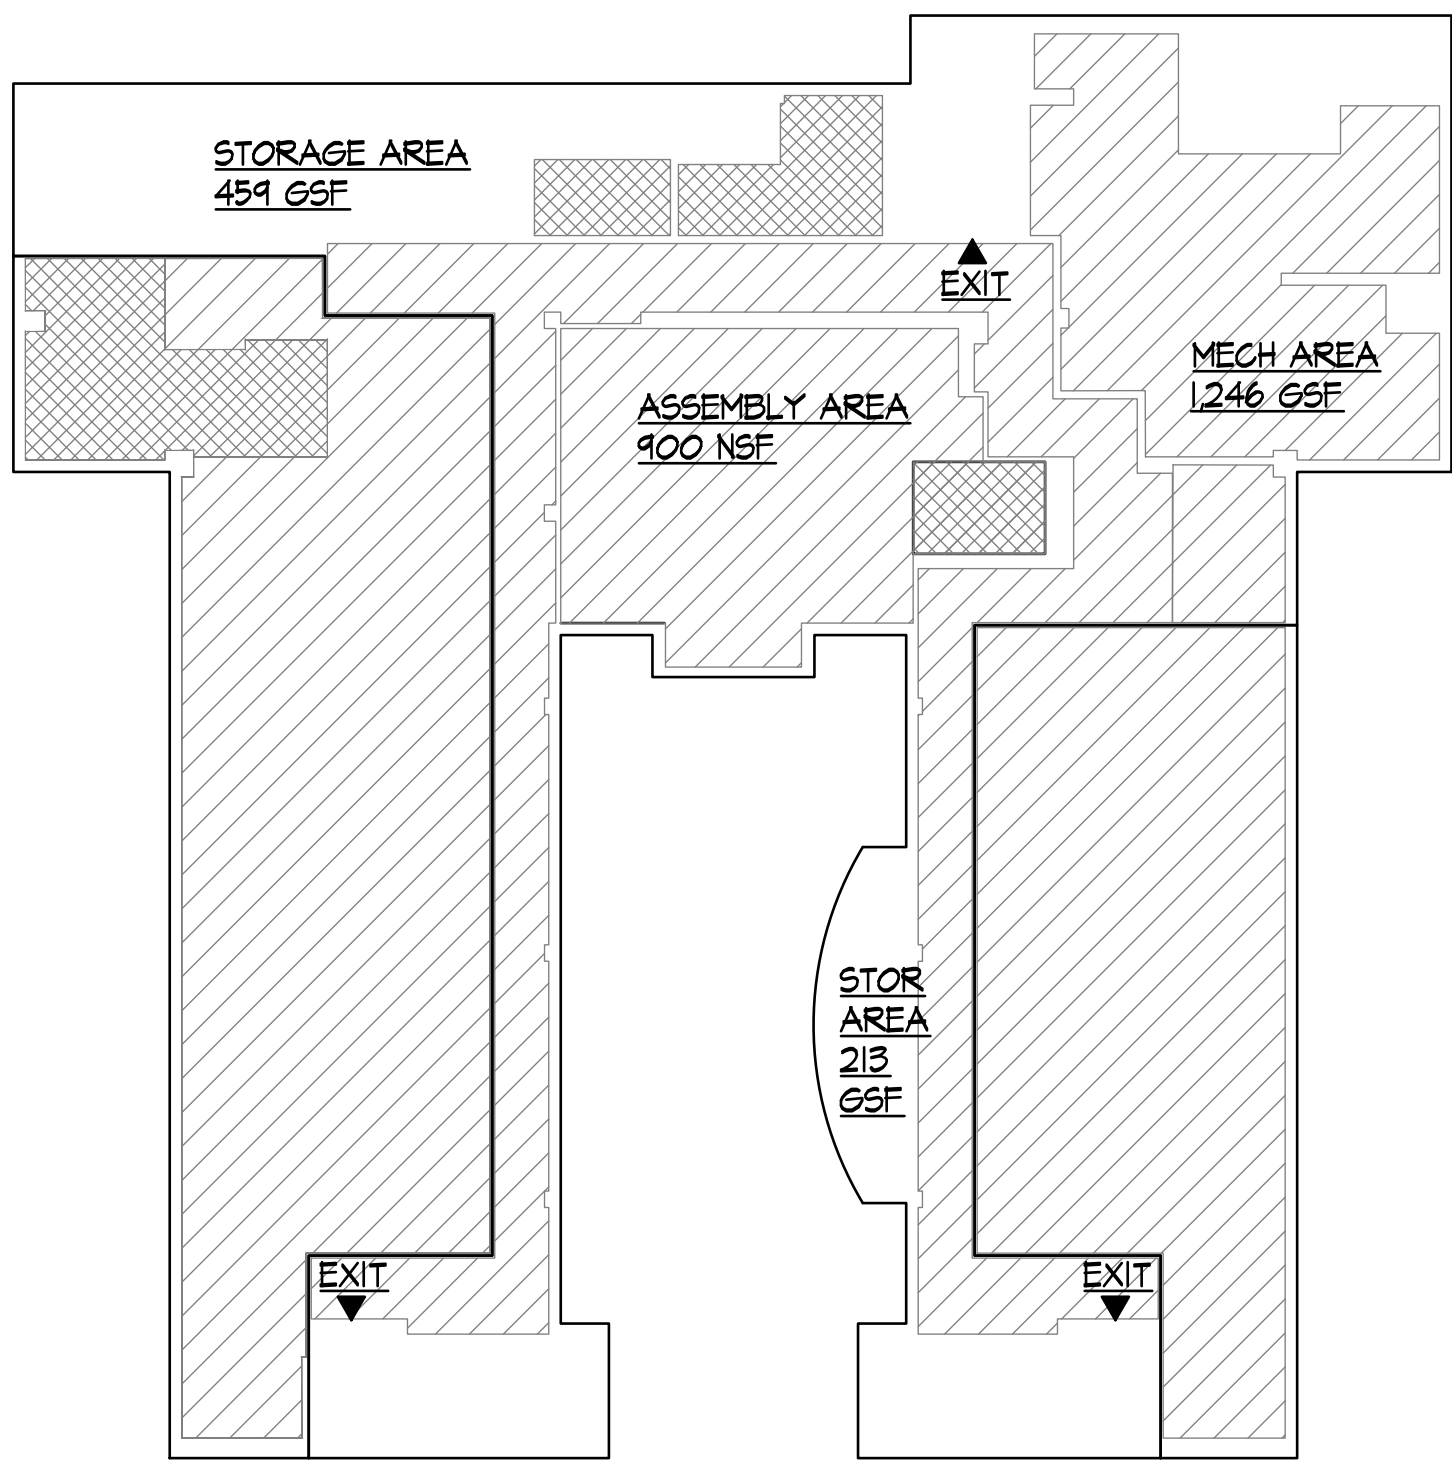 STORAGE AREA
459 GSF
EXIT
MECH AREA
1,246 GSF
ASSEMBLY AREA
900 NSF
STOR
AREA
213
GSF
EXIT
EXIT